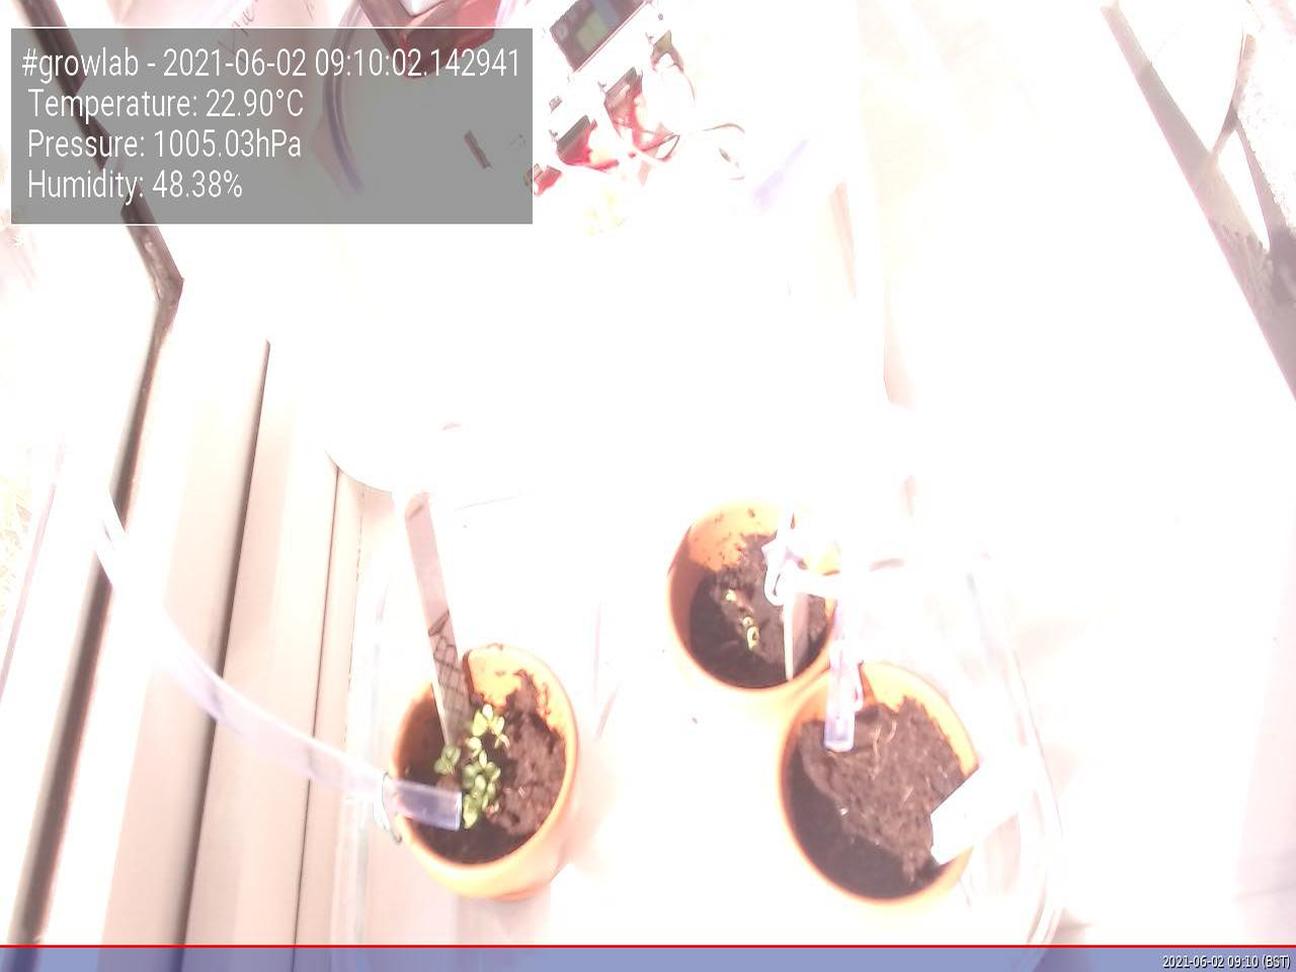 #growlab - 2021-06-02 09:10:02.142941
Temperature: 22.90°C
Pressure: 1005.03hPa
Humidity: 48.38%
2021-06-02 09:10 (BST)